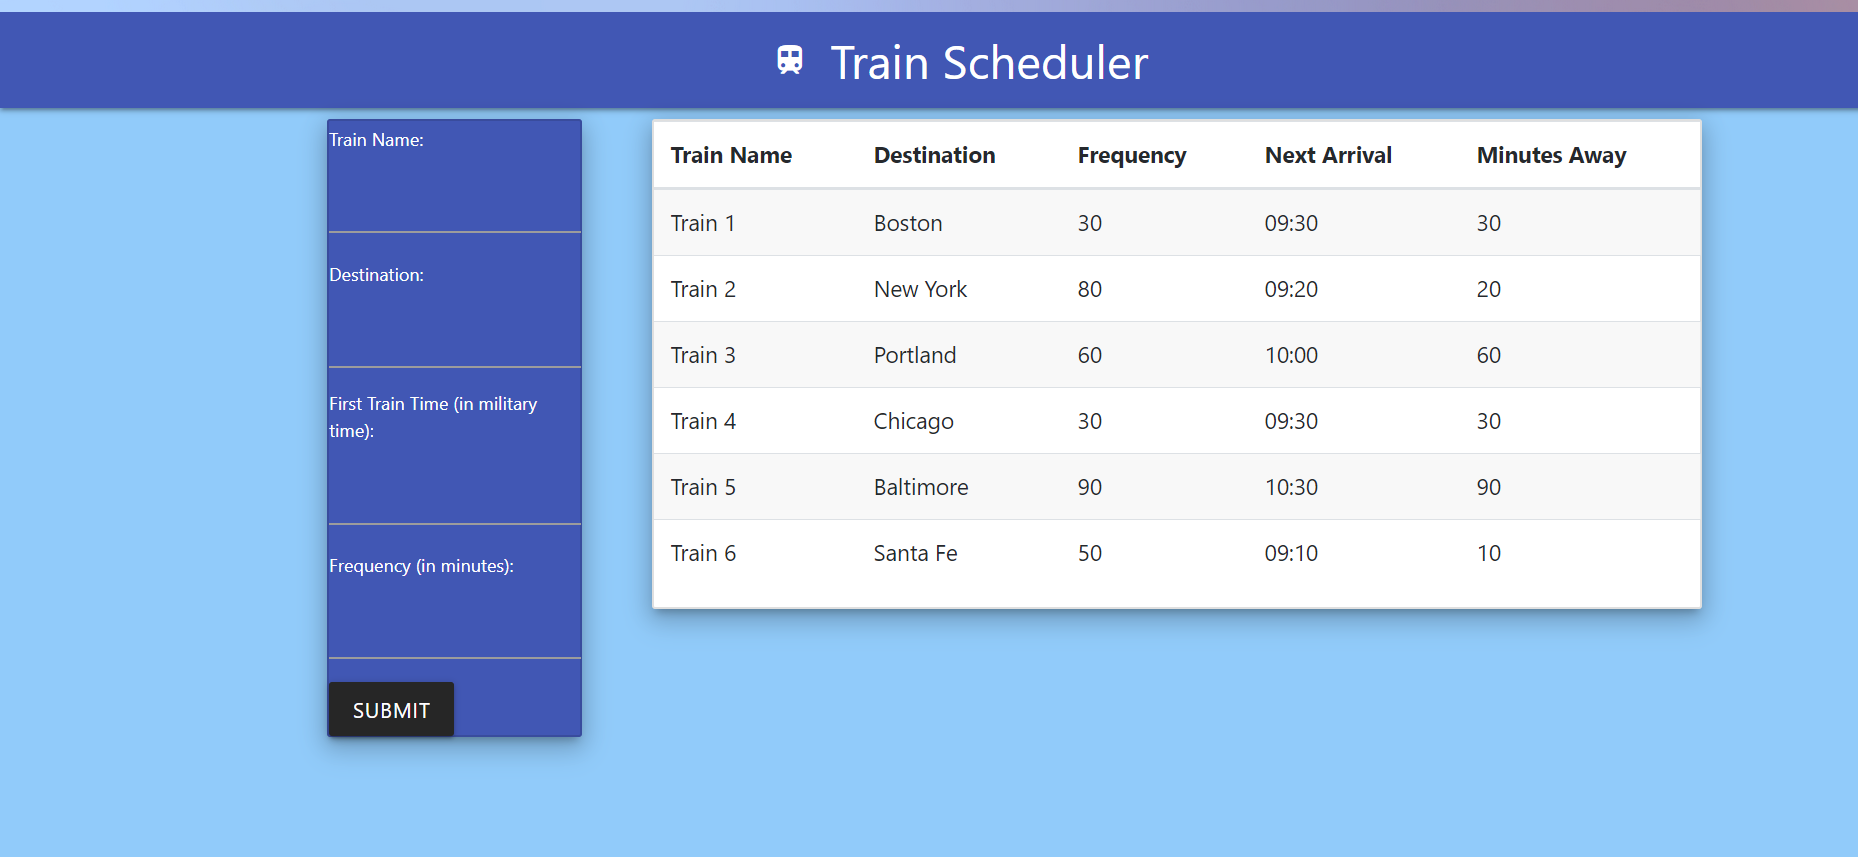 Train Scheduler
Train Name:
Destination:
First Train Time (in military
time):
Frequency (in minutes):
SUBMIT
Train Name Destination Frequency Next Arrival Minutes Away
Train 1 Boston 30 09:30 30
Train 2 New York 80 09:20 20
Train 3 Portland 60 10:00 60
Train 4 Chicago 30 09:30 30
Train 5 Baltimore 90 10:30 90
Train 6 Santa Fe 50 09:10 10